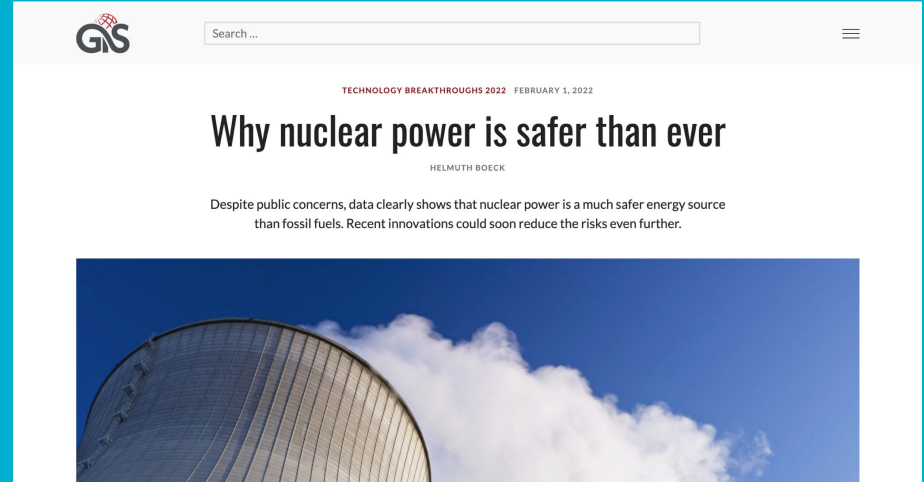 GIS
Search ...
TECHNOLOGY BREAKTHROUGHS 2022 FEBRUARY 1, 2022
Why nuclear power is safer than ever
HELMUTH BOECK
Despite public concerns, data clearly shows that nuclear power is a much safer energy source
than fossil fuels. Recent innovations could soon reduce the risks even further.